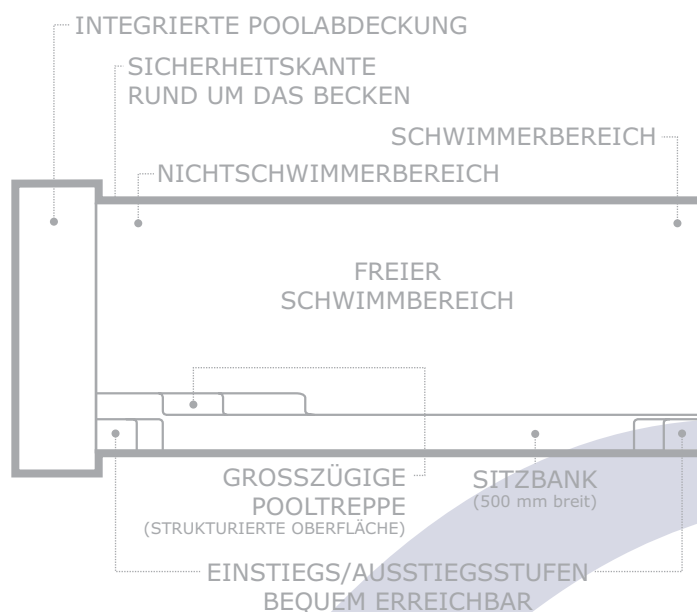 INTEGRIERTE POOLABDECKUNG
SICHERHEITSKANTE
RUND UM DAS BECKEN
SCHWIMMERBEREICH
NICHTSCHWIMMERBEREICH
FREIER
SCHWIMMBEREICH
GROSSZÜGIGE
POOLTREPPE
(STRUKTURIERTE OBERFLÄCHE)
SITZBANK
(500 mm breit)
EINSTIEGS/AUSSTIEGSSTUFEN
BEQUEM ERREICHBAR